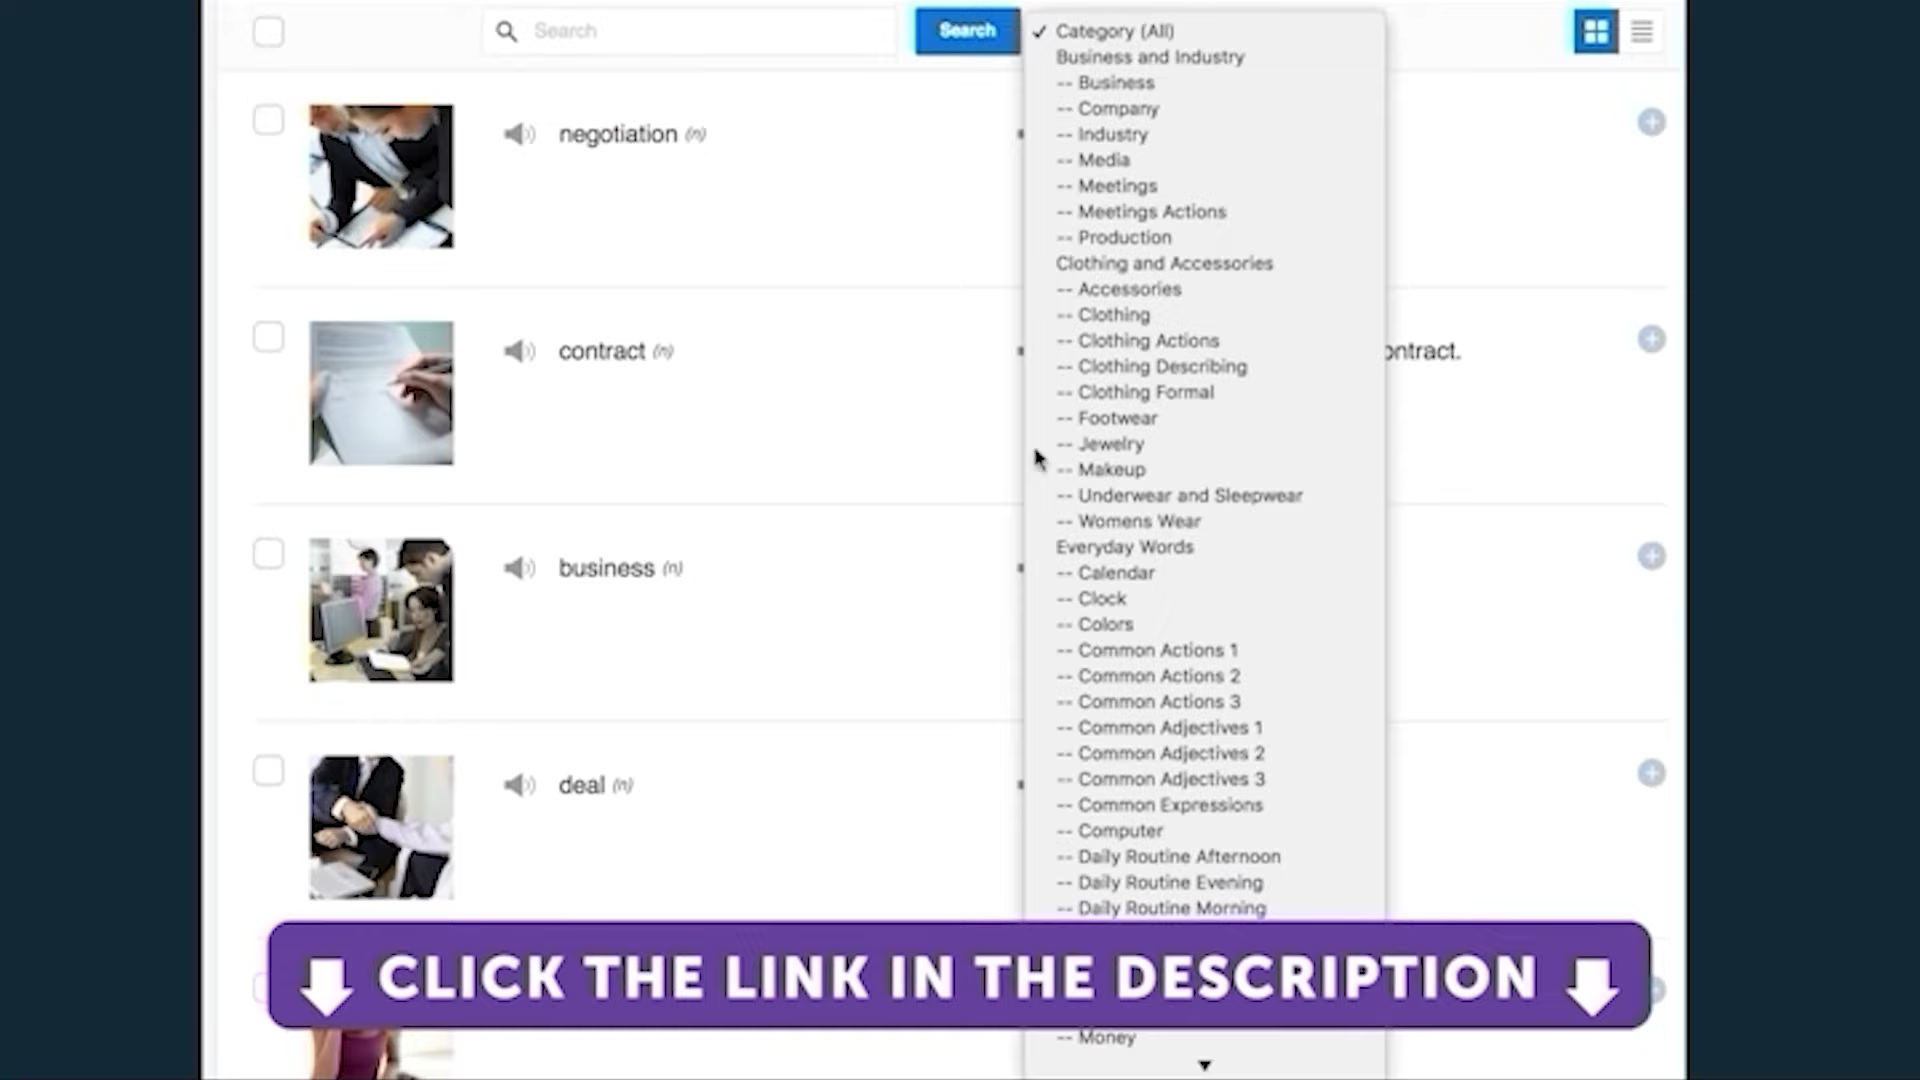 Search
Search
✓ Category (All)
Business and Industry
-- Business
-- Company
-- Industry
-- Media
-- Meetings
-- Meetings Actions
-- Production
Clothing and Accessories
-- Accessories
-- Clothing
-- Clothing Actions
-- Clothing Describing
-- Clothing Formal
-- Footwear
-- Jewelry
-- Makeup
-- Underwear and Sleepwear
-- Womens Wear
Everyday Words
-- Calendar
-- Clock
-- Colors
-- Common Actions 1
-- Common Actions 2
-- Common Actions 3
-- Common Adjectives 1
-- Common Adjectives 2
-- Common Adjectives 3
-- Common Expressions
-- Computer
-- Daily Routine Afternoon
-- Daily Routine Evening
-- Daily Routine Morning
-- Money
negotiation (n)
contract (n)
ontract.
business (n)
deal (n)
CLICK THE LINK IN THE DESCRIPTION